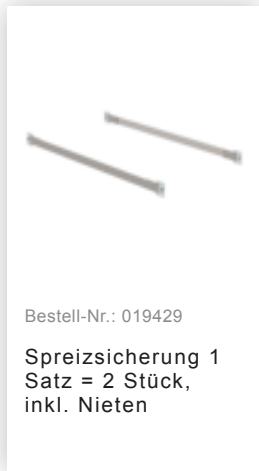 Bestell-Nr.: 019429
Spreizsicherung 1
Satz = 2 Stück,
inkl. Nieten